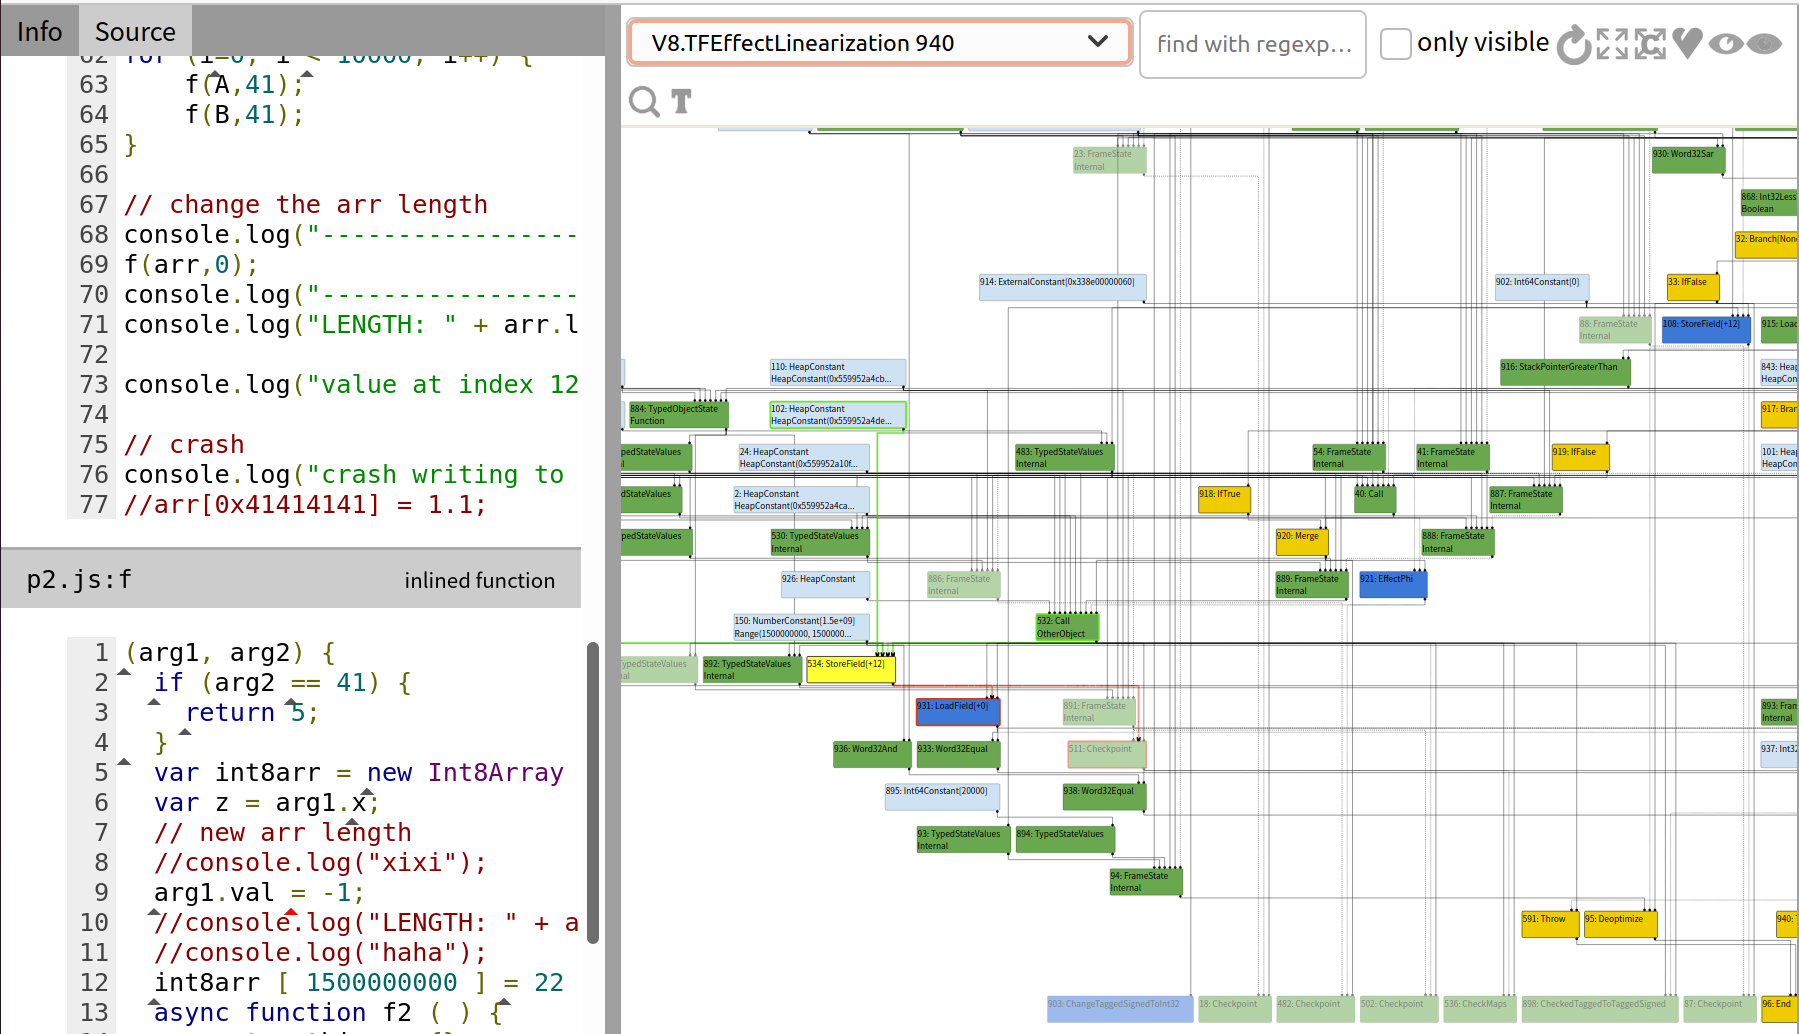 Info Source
62 for (i=0; i < 10000; i++) {
63 f(A,41);
64 f(B,41);
65 }
66
67 // change the arr length
68 console.log("-----------------
69 f(arr,0);
70 console.log("-----------------
71 console.log("LENGTH: " + arr.l
72
73 console.log("value at index 12
74
75 // crash
76 console.log("crash writing to
77 //arr[0x41414141] = 1.1;
p2.js:f inlined function
1 (arg1, arg2) {
2 if (arg2 == 41) {
3 return 5;
4 }
5 var int8arr = new Int8Array
6 var z = arg1.x;
7 // new arr length
8 //console.log("xixi");
9 arg1.val = -1;
10 //console.log("LENGTH: " + a
11 //console.log("haha");
12 int8arr [ 1500000000 ] = 22
13 async function f2 ( ) {
V8.TFEffectLinearization 940
find with regexp...
only visible
T
23: FrameState
Internal
930: Word32Sar
868: Int32Less
Boolean
32: Branch[None
914: ExternalConstant[0x338e00000060]
902: Int64Constant[0]
33: IfFalse
88: FrameState
Internal
108: StoreField[+12]
915: Load
110: HeapConstant
HeapConstant(0x559952a4cb...
916: StackPointerGreaterThan
843: Heap
HeapCon
884: TypedObjectState
Function
102: HeapConstant
HeapConstant(0x559952a4de...
917: Bran
pedStateValues
24: HeapConstant
HeapConstant(0x559952a10f...
483: TypedStateValues
Internal
54: FrameState
Internal
41: FrameState
Internal
919: IfFalse
101: Heap
HeapCon
dStateValues
2: HeapConstant
HeapConstant(0x559952a4ca...
918: IfTrue
40: Call
887: FrameState
Internal
pedStateValues
530: TypedStateValues
Internal
920: Merge
888: FrameState
Internal
926: HeapConstant
886: FrameState
Internal
889: FrameState
Internal
921: EffectPhi
150: NumberConstant[1.5e+09]
Range(1500000000, 1500000...
532: Call
OtherObject
TypedStateValues
nal
892: TypedStateValues
Internal
534: StoreField[+12]
931: LoadField[+0]
891: FrameState
Internal
893: Fram
Internal
936: Word32And
933: Word32Equal
511: Checkpoint
937: Int32
895: Int64Constant[20000]
938: Word32Equal
93: TypedStateValues
Internal
894: TypedStateValues
94: FrameState
Internal
591: Throw
95: Deoptimize
940:
903: ChangeTaggedSignedToInt32
18: Checkpoint
482: Checkpoint
502: Checkpoint
536: CheckMaps
898: CheckedTaggedToTaggedSigned
87: Checkpoint
96: End